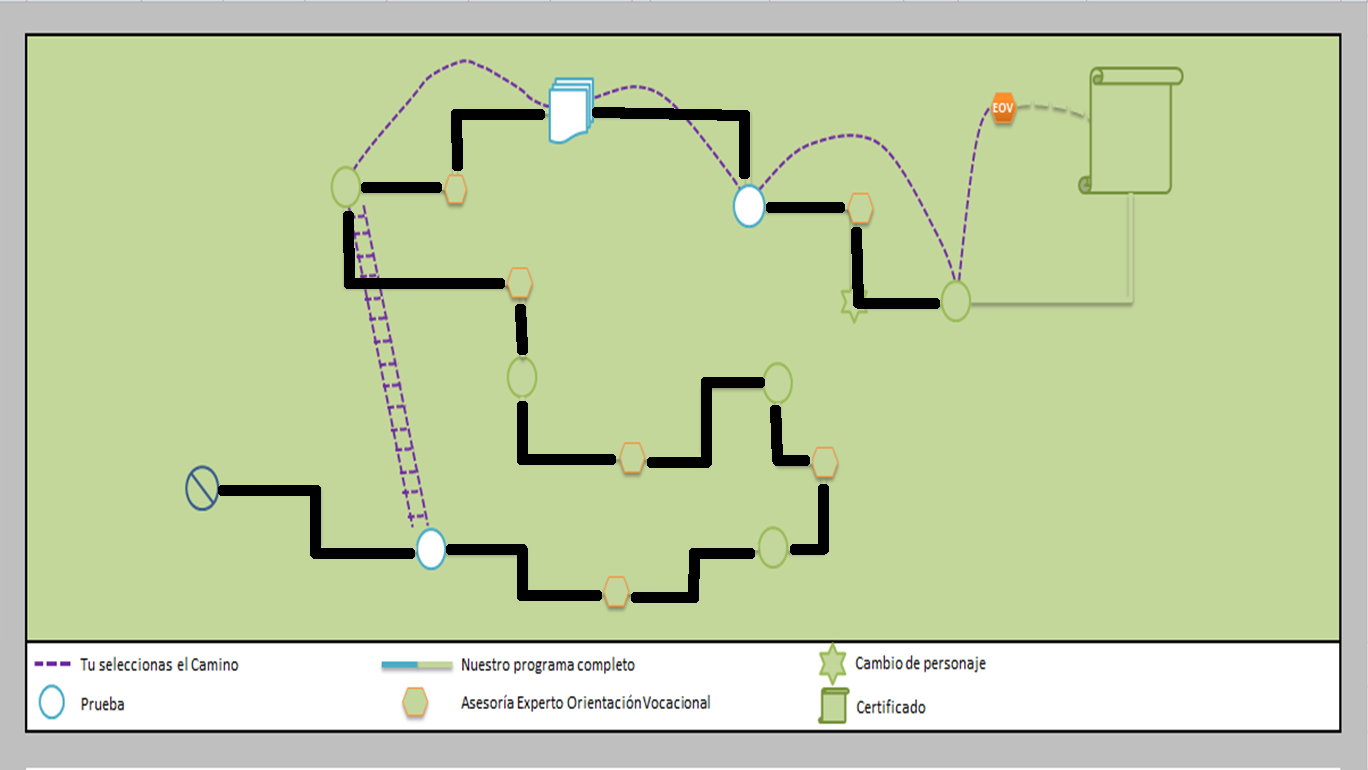 EOV
Tu seleccionas el Camino
Nuestro programa completo
Cambio de personaje
Prueba
Asesoría Experto Orientación Vocacional
Certificado